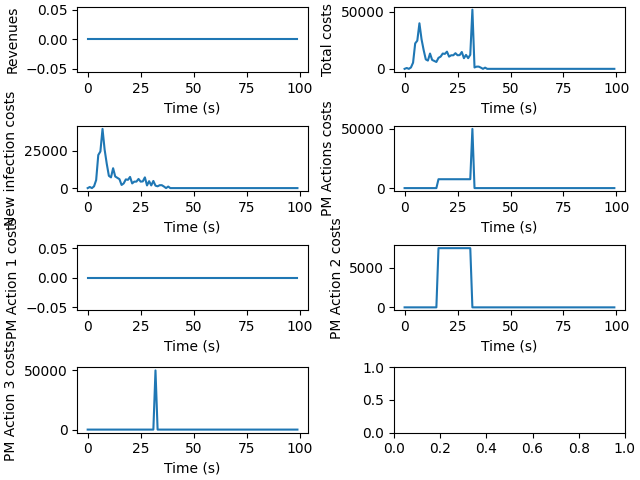 Revenues
0.05
0.00
−0.05
0 25 50 75 100
Time (s)
Total costs
50000
0
0 25 50 75 100
Time (s)
New infection costs
25000
0
0 25 50 75 100
Time (s)
PM Actions costs
50000
0
0 25 50 75 100
Time (s)
PM Action 1 costs
0.05
0.00
−0.05
0 25 50 75 100
Time (s)
PM Action 2 costs
5000
0
0 25 50 75 100
Time (s)
PM Action 3 costs
50000
0
0 25 50 75 100
Time (s)
1.0
0.5
0.0
0.0 0.2 0.4 0.6 0.8 1.0